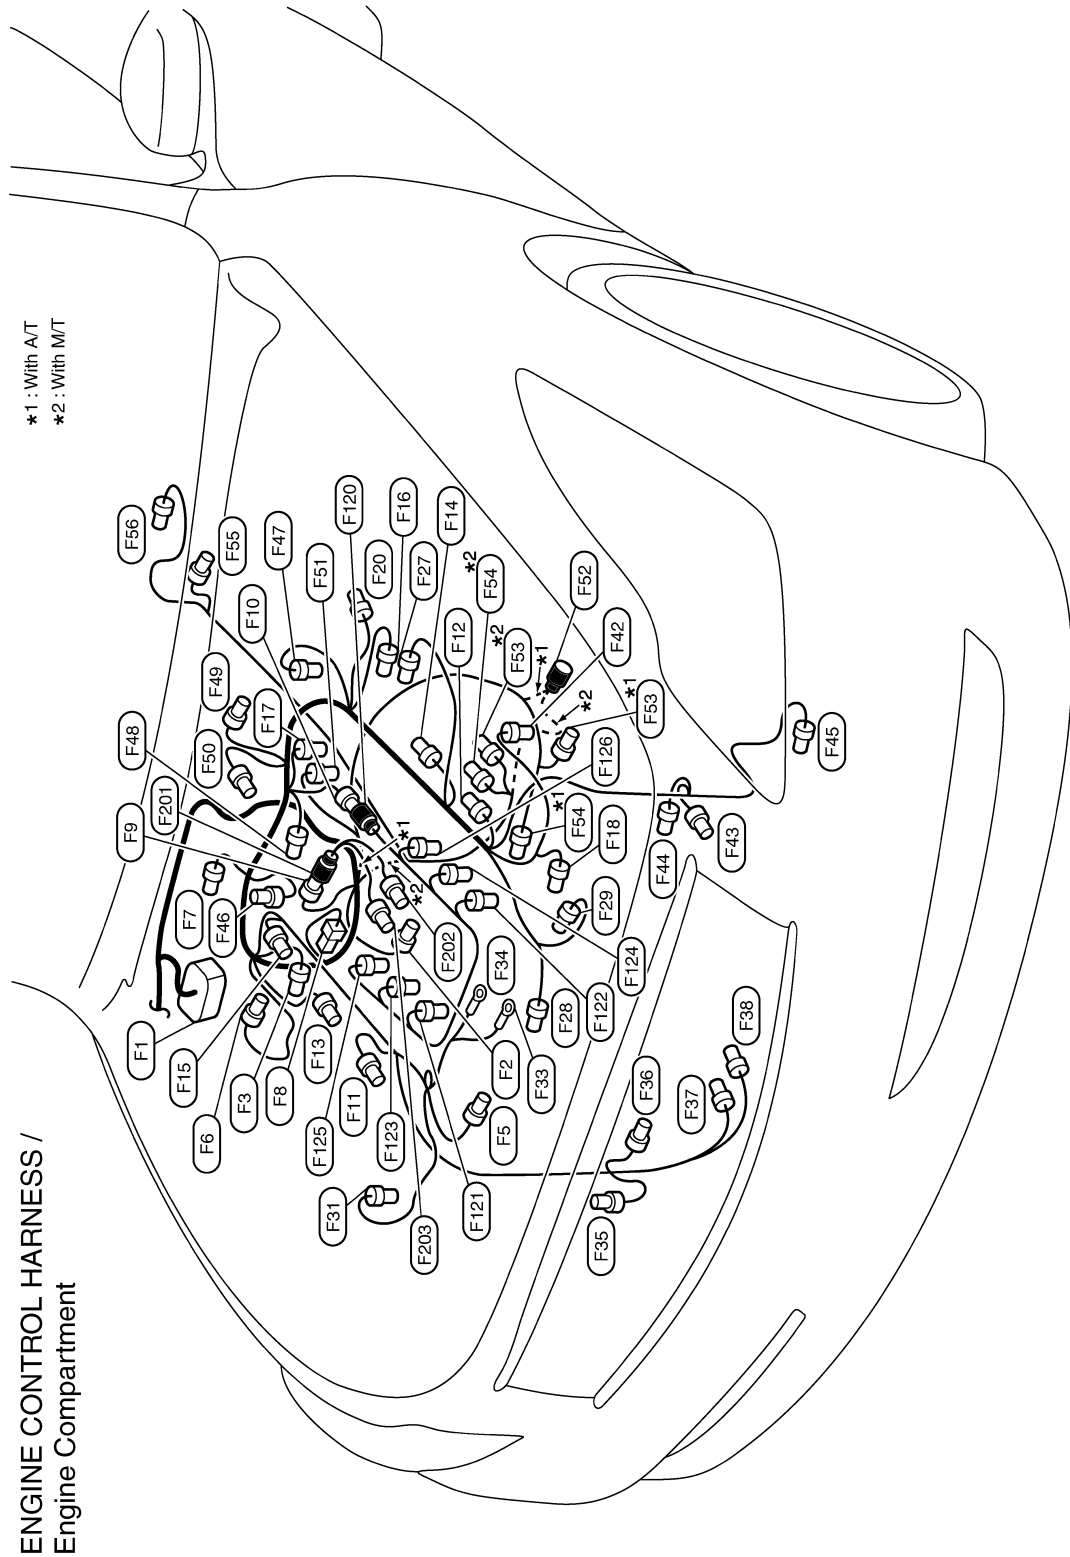 ENGINE CONTROL HARNESS /
Engine Compartment
*1 : With A/T
*2 : With M/T
F1
F15
F6
F3
F8
F13
F125
F11
F123
F31
F203
F121
F5
F2
F33
F34
F28
F122
F124
F202
F29
F35
F36
F37
F38
F7
F46
F9
F201
F48
F50
F49
F17
F10
F51
F47
F55
F56
F120
F20
F16
F27
F14
F12
*2
F54
*2
F53
*1
F52
F42
*2
*1
F53
F126
*1
F54
F18
F44
F43
F45
*1
*2